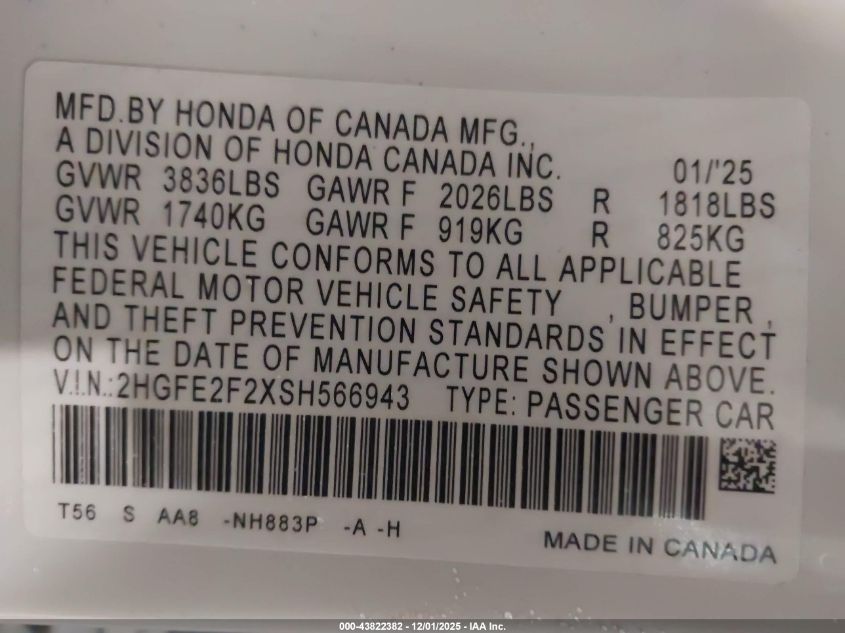 MFD.BY HONDA OF CANADA MFG.,
A DIVISION OF HONDA CANADA INC. 01/'25
GVWR 3836LBS GAWR F 2026LBS R 1818LBS
GVWR 1740KG GAWR F 919KG R 825KG
THIS VEHICLE CONFORMS TO ALL APPLICABLE
FEDERAL MOTOR VEHICLE SAFETY , BUMPER ,
AND THEFT PREVENTION STANDARDS IN EFFECT
ON THE DATE OF MANUFACTURE SHOWN ABOVE.
V.I.N.:2HGFE2F2XSH566943 TYPE: PASSENGER CAR
T56 S AA8 -NH883P -A -H
MADE IN CANADA
000-43822382 - 12/01/2025 - IAA Inc.